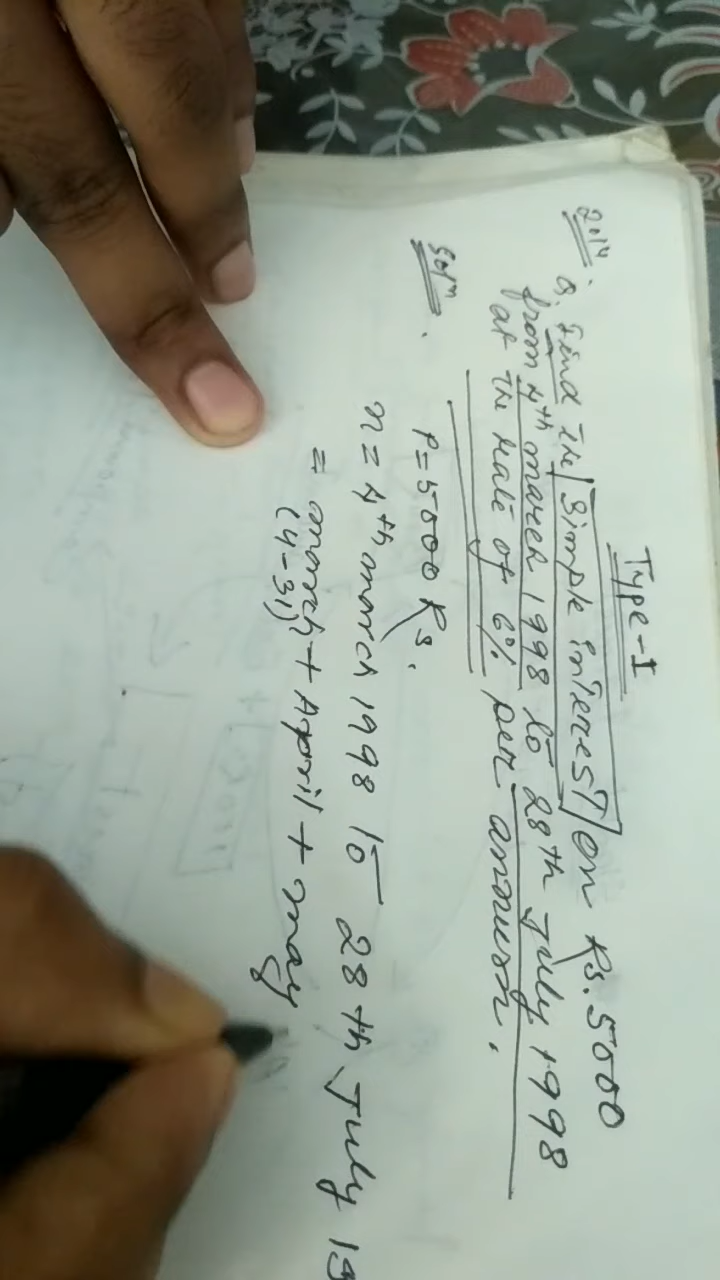 Type-I
Q. Find the Simple interest on Rs. 5000
from 4th march 1998 to 28th July 1998
at the rate of 6% per annum.
Solⁿ.
P = 5000 Rs.
n = 4th march 1998 to 28th July 19
= march + April + may
(4-31)